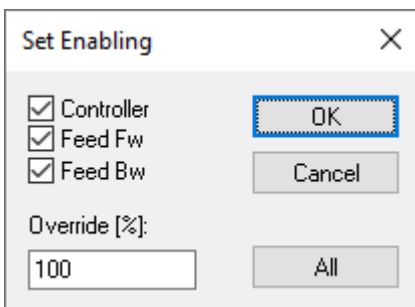 Set Enabling
Controller
Feed Fw
Feed Bw
OK
Cancel
Override [%]:
100
All